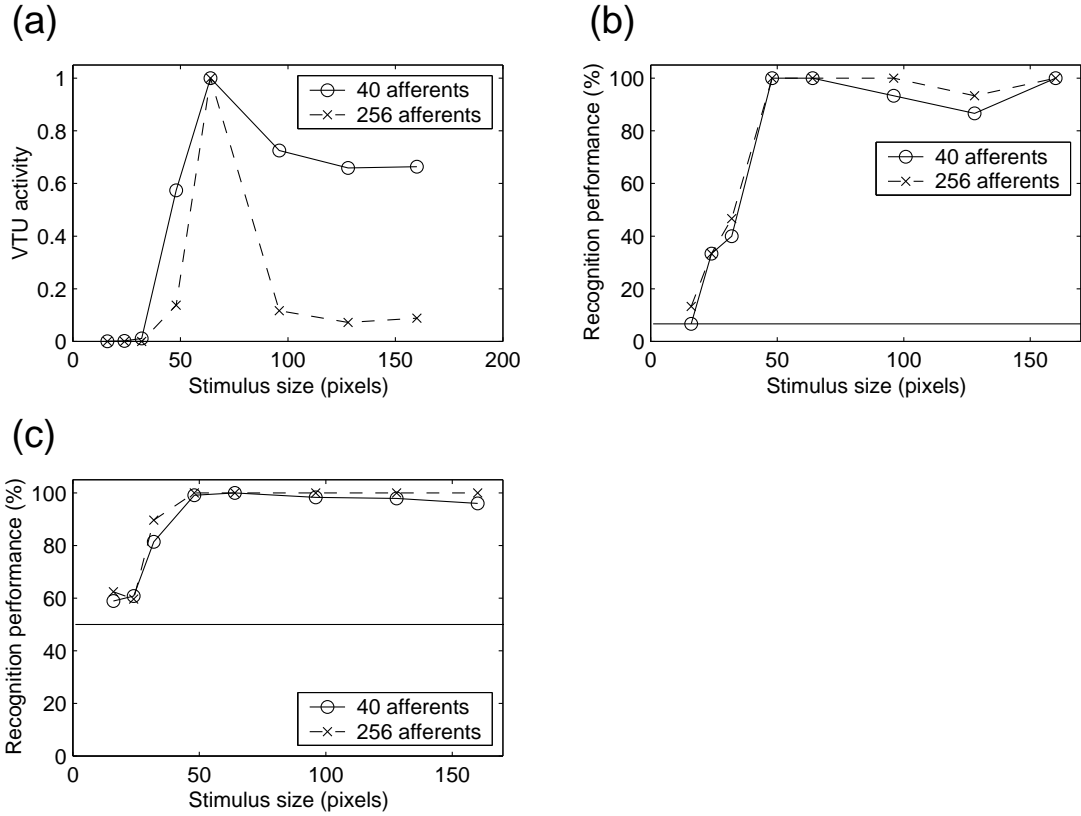 (a)
VTU activity
1
0.8
0.6
0.4
0.2
0
0 50 100 150 200
Stimulus size (pixels)
40 afferents
256 afferents
(b)
Recognition performance (%)
100
80
60
40
20
0
0 50 100 150
Stimulus size (pixels)
40 afferents
256 afferents
(c)
Recognition performance (%)
100
80
60
40
20
0
0 50 100 150
Stimulus size (pixels)
40 afferents
256 afferents